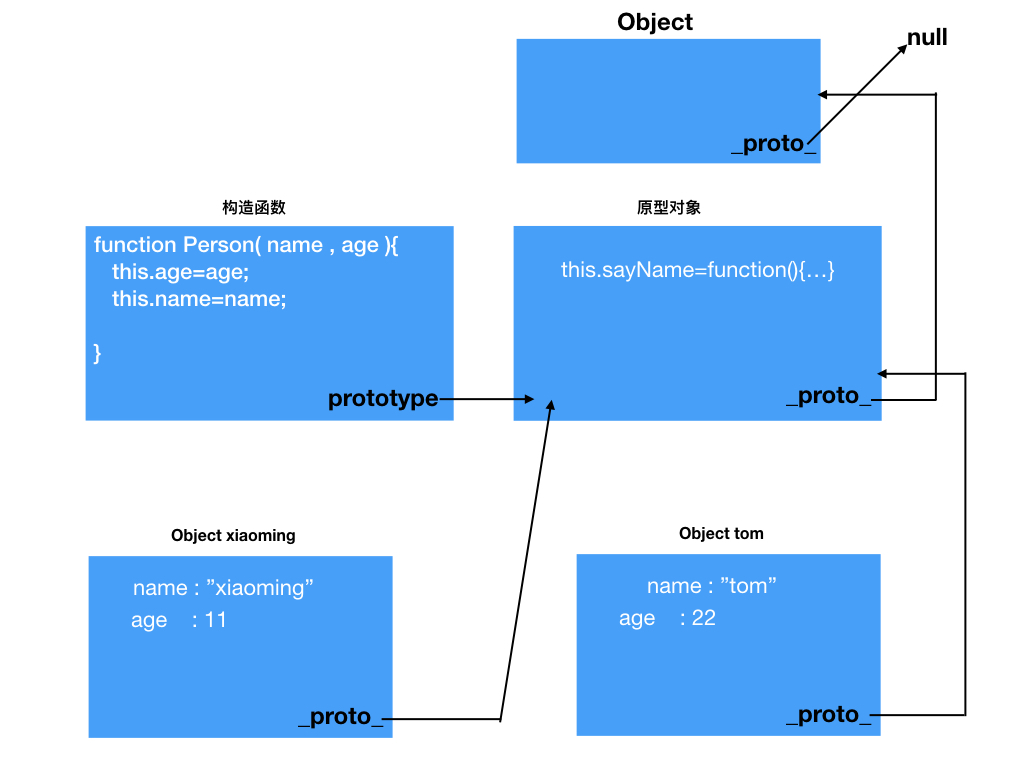 Object
null
_proto_
构造函数
原型对象
function Person( name , age ){
this.age=age;
this.name=name;
}
prototype
this.sayName=function(){…}
_proto_
Object xiaoming
Object tom
name : ”xiaoming”
age : 11
_proto_
name : ”tom”
age : 22
_proto_